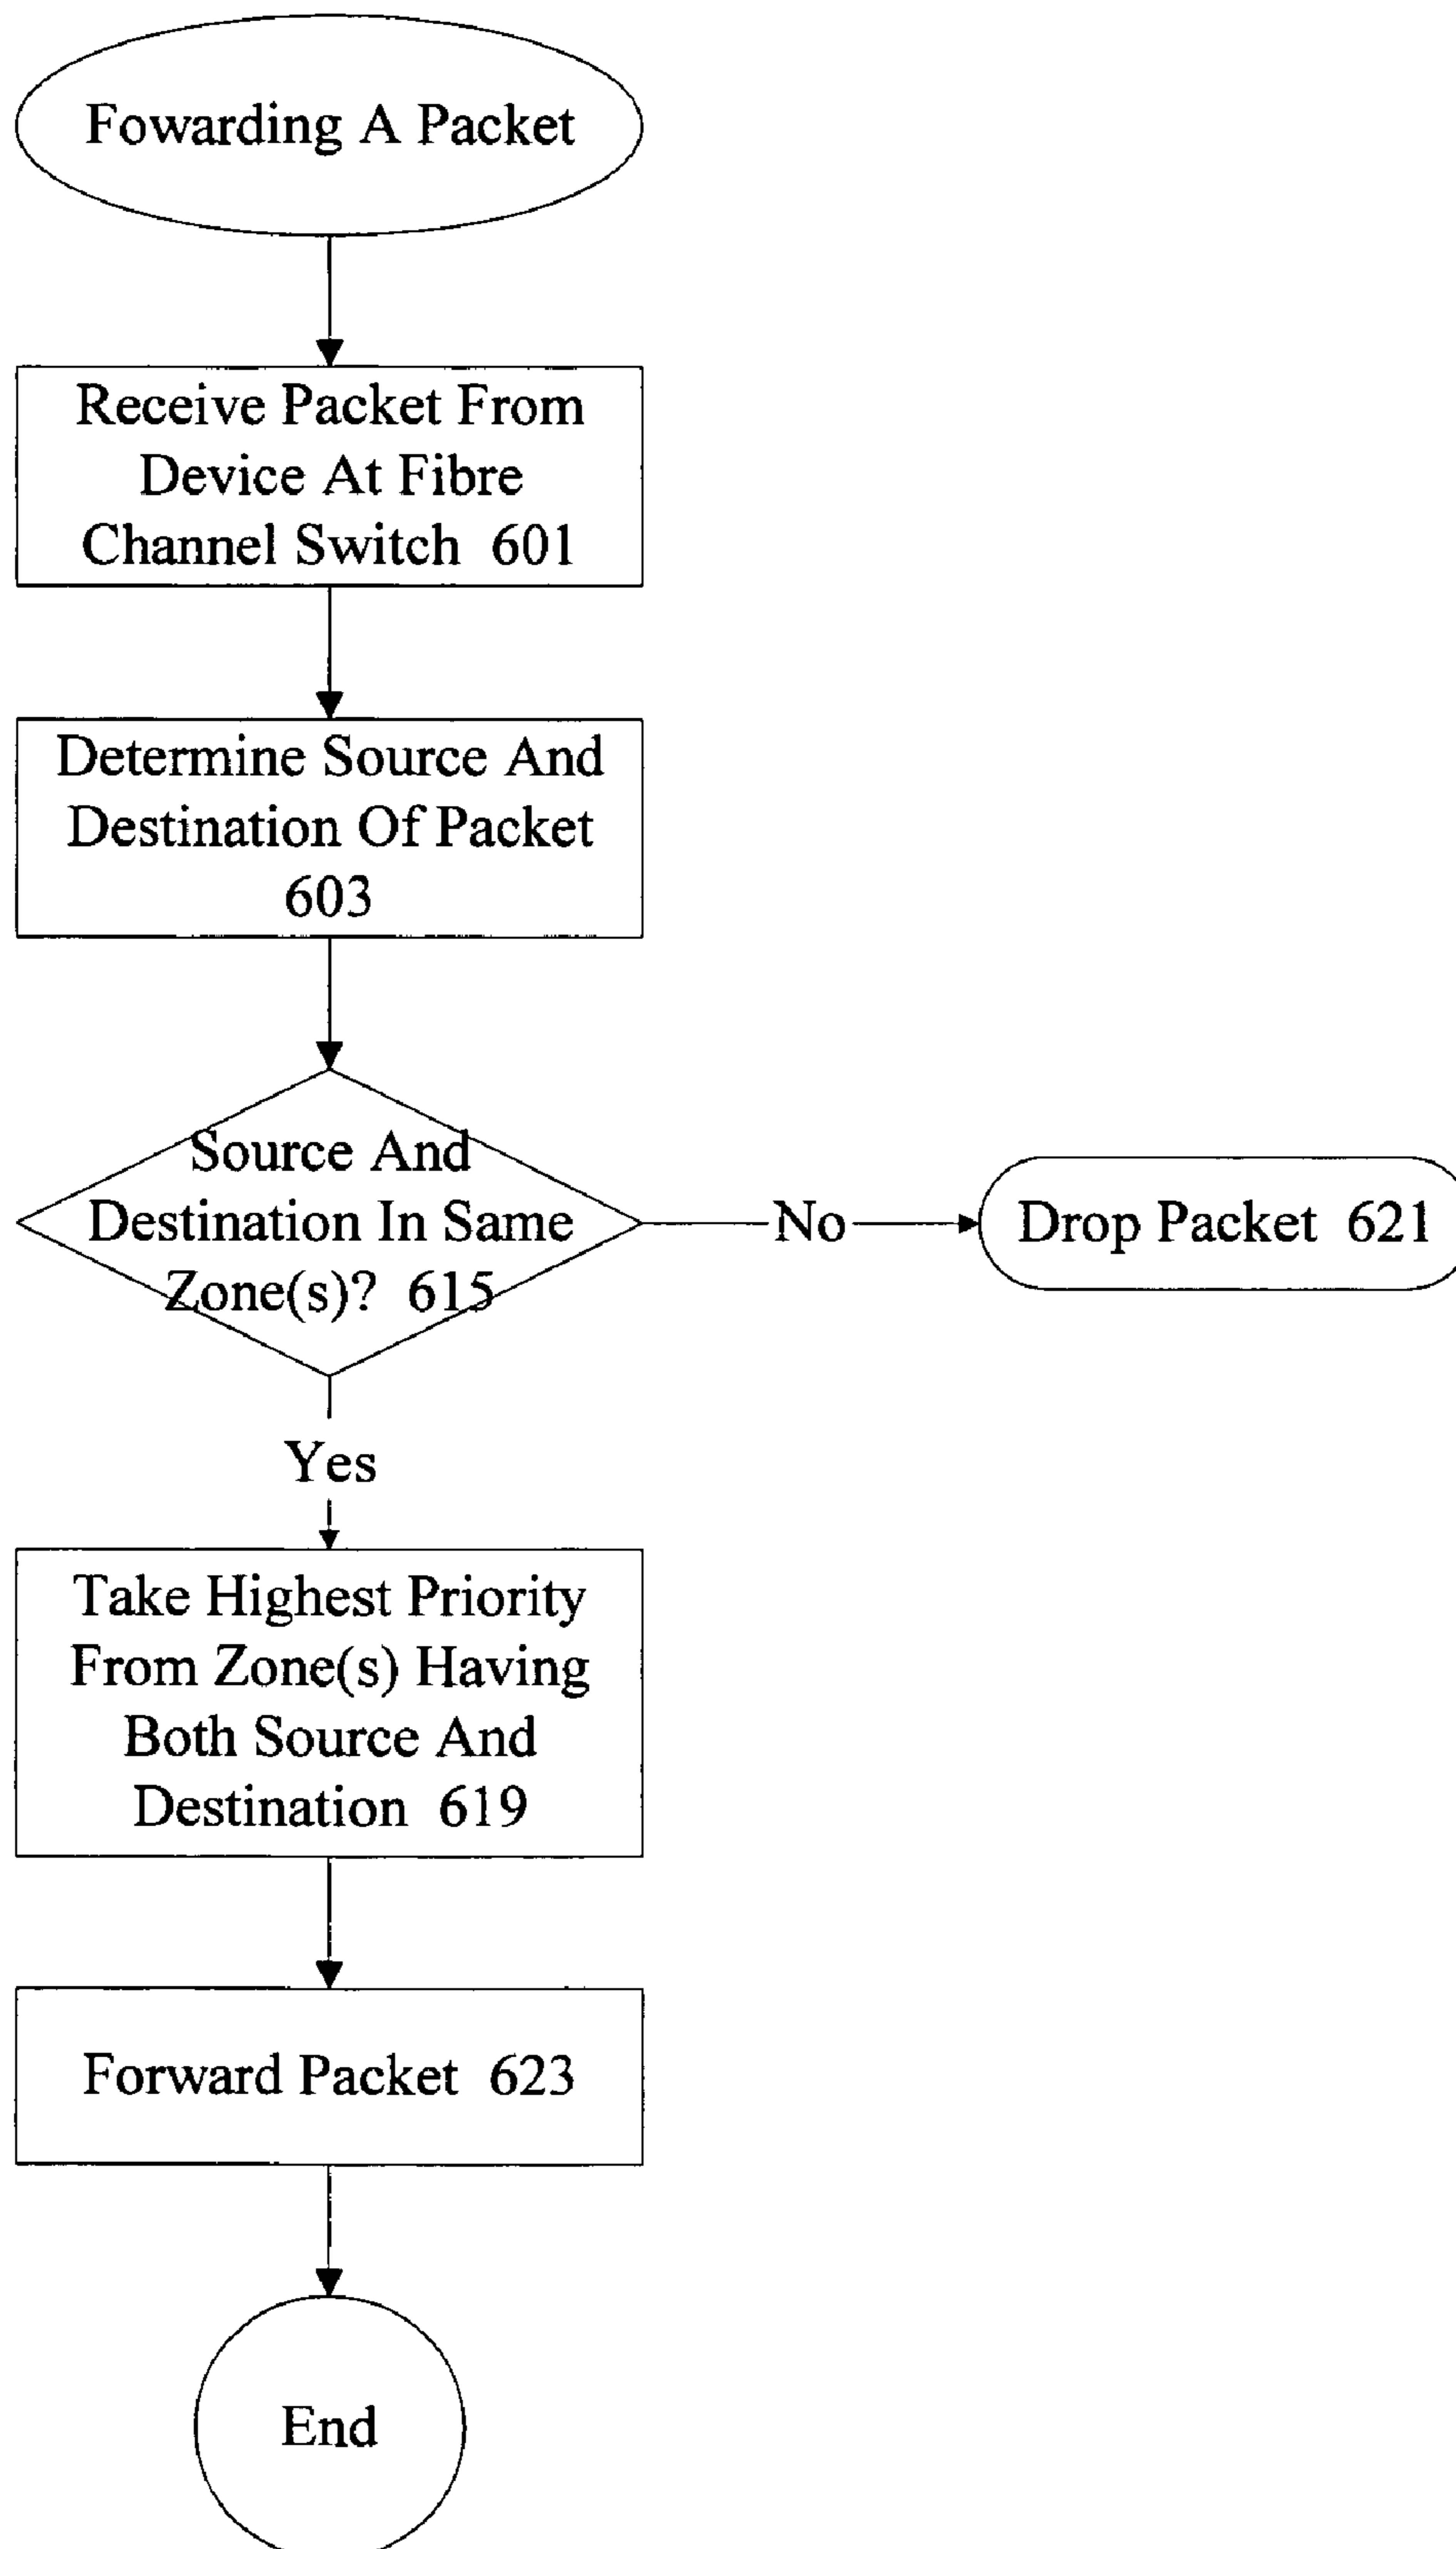 Fowarding A Packet
Receive Packet From
Device At Fibre
Channel Switch 601
Determine Source And
Destination Of Packet
603
Source And
Destination In Same
Zone(s)? 615
No
Drop Packet 621
Yes
Take Highest Priority
From Zone(s) Having
Both Source And
Destination 619
Forward Packet 623
End